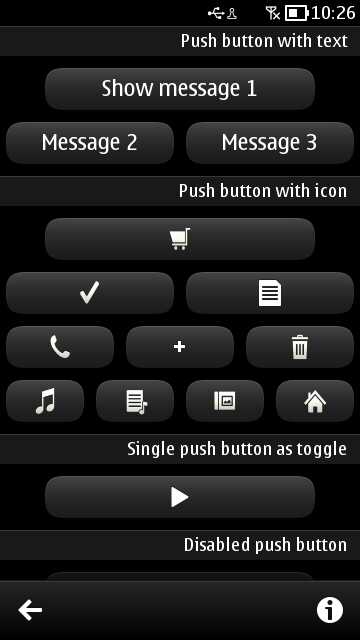 10:26
Push button with text
Show message 1
Message 2
Message 3
Push button with icon
Single push button as toggle
Disabled push button